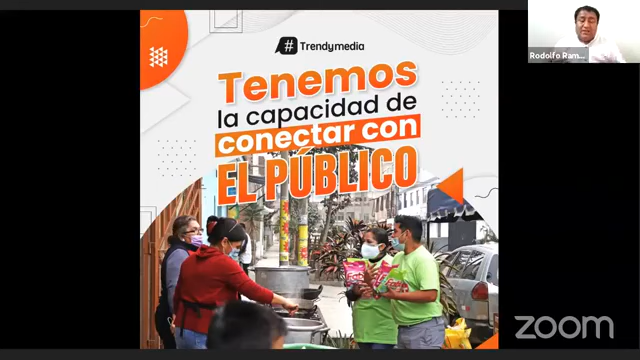 # Trendymedia
Tenemos
la capacidad de
conectar con
EL PÚBLICO
Rodolfo Ram...
zoom